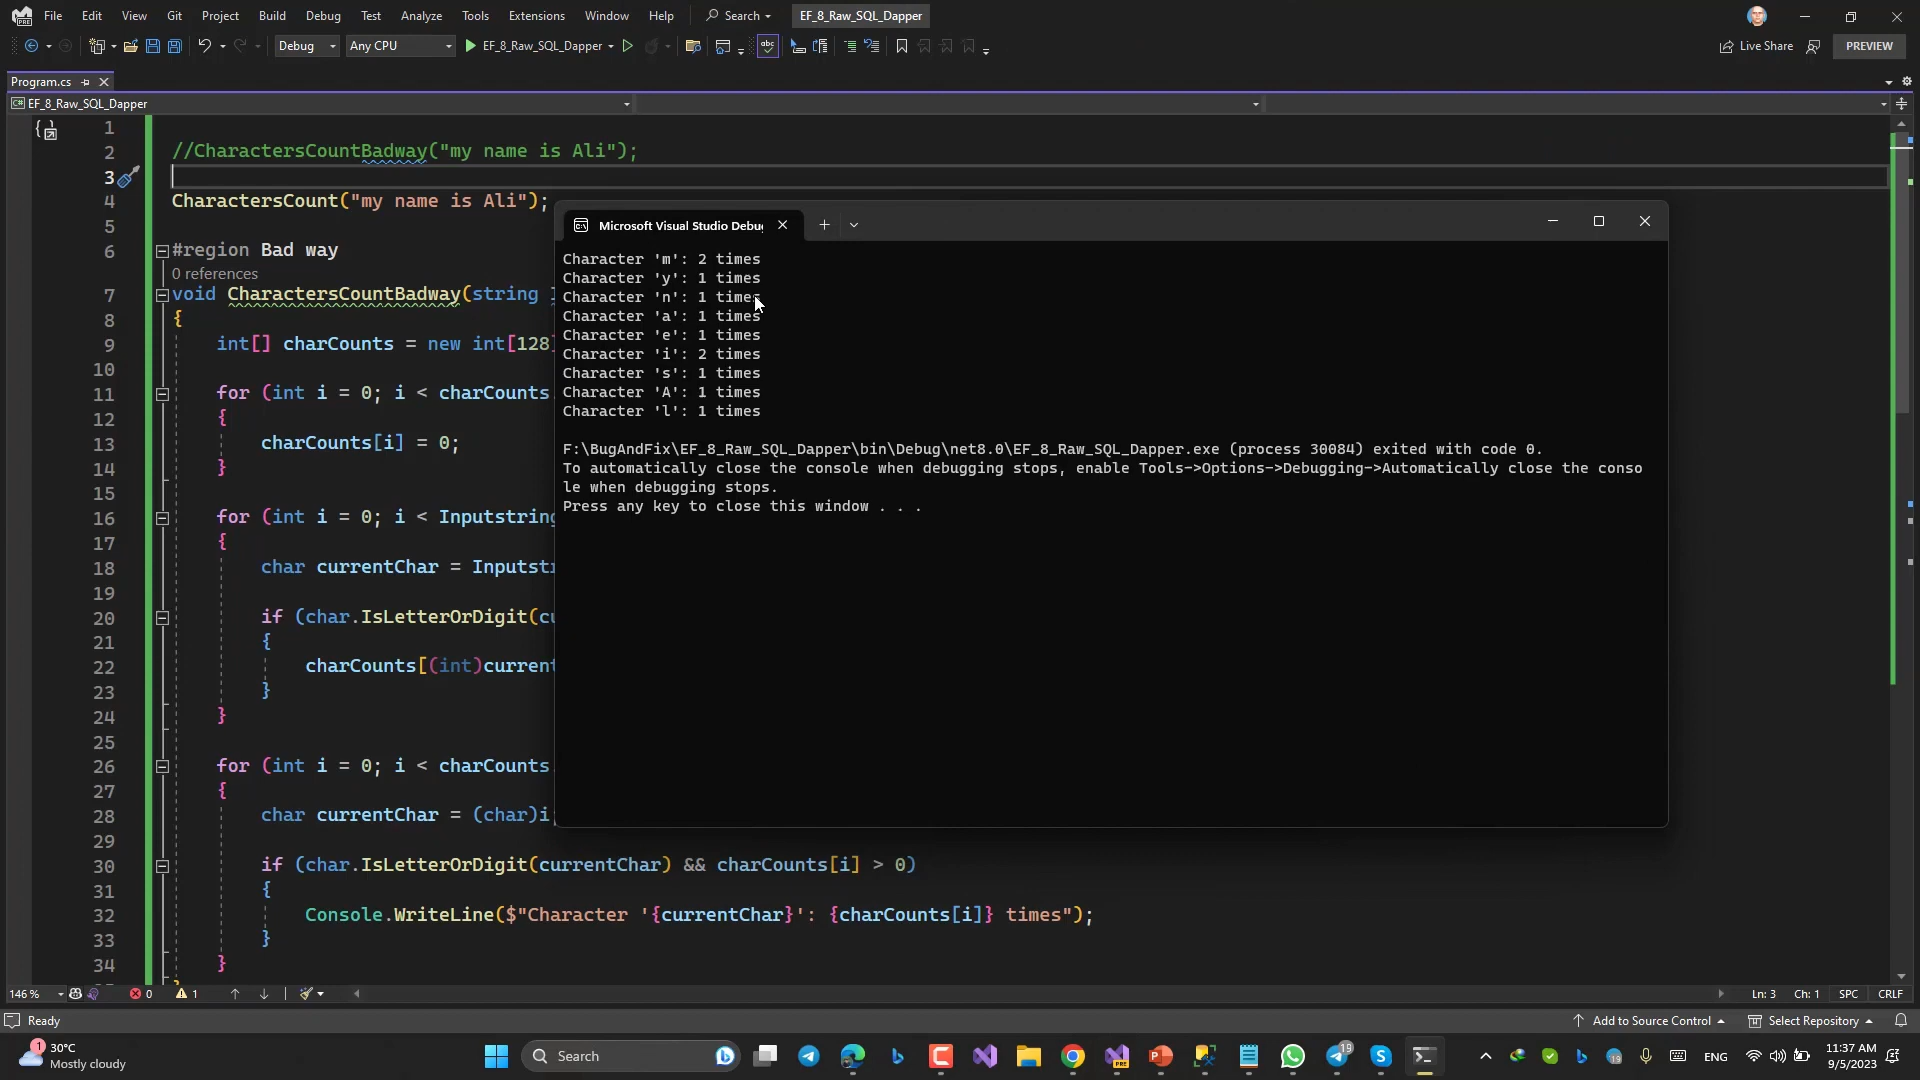 File Edit View Git Project Build Debug Test Analyze Tools Extensions Window Help Search EF_8_Raw_SQL_Dapper
Debug Any CPU EF_8_Raw_SQL_Dapper Live Share PREVIEW
Program.cs
C# EF_8_Raw_SQL_Dapper
1
2 //CharactersCountBadway("my name is Ali");
3
4 CharactersCount("my name is Ali");
5
6 #region Bad way
0 references
7 void CharactersCountBadway(string
8 {
9 int[] charCounts = new int[128]
10
11 for (int i = 0; i < charCounts.
12 {
13 charCounts[i] = 0;
14 }
15
16 for (int i = 0; i < Inputstring
17 {
18 char currentChar = Inputstr
19
20 if (char.IsLetterOrDigit(cu
21 {
22 charCounts[(int)current
23 }
24 }
25
26 for (int i = 0; i < charCounts.
27 {
28 char currentChar = (char)i;
29
30 if (char.IsLetterOrDigit(currentChar) && charCounts[i] > 0)
31 {
32 Console.WriteLine($"Character '{currentChar}': {charCounts[i]} times");
33 }
34 }
Microsoft Visual Studio Debu
Character 'm': 2 times
Character 'y': 1 times
Character 'n': 1 times
Character 'a': 1 times
Character 'e': 1 times
Character 'i': 2 times
Character 's': 1 times
Character 'A': 1 times
Character 'l': 1 times
F:\BugAndFix\EF_8_Raw_SQL_Dapper\bin\Debug\net8.0\EF_8_Raw_SQL_Dapper.exe (process 30084) exited with code 0.
To automatically close the console when debugging stops, enable Tools->Options->Debugging->Automatically close the conso
le when debugging stops.
Press any key to close this window . . .
146 % 0 1 Ln: 3 Ch: 1 SPC CRLF
Ready Add to Source Control Select Repository
1 30°C
Mostly cloudy
Search
19
19
ENG
11:37 AM
9/5/2023